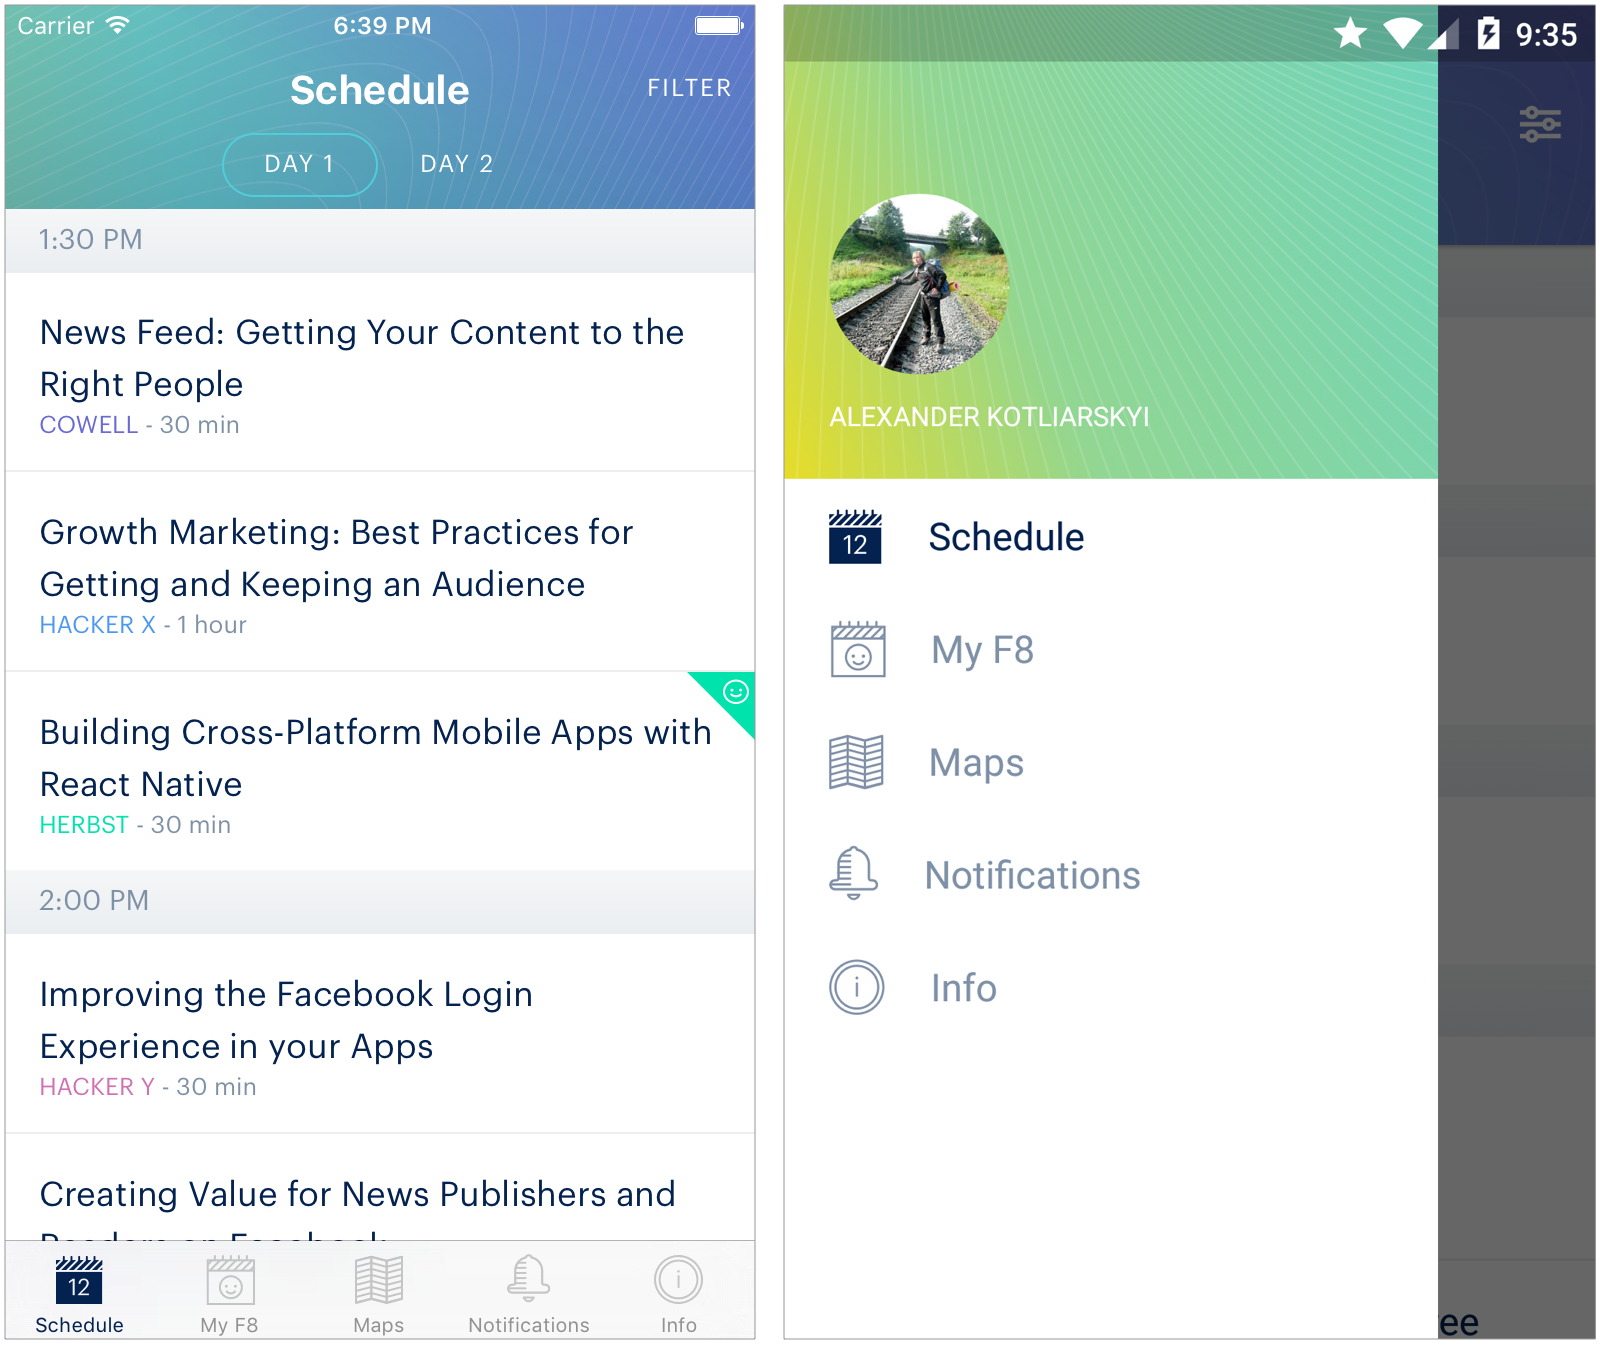 Carrier 6:39 PM
Schedule FILTER
DAY 1 DAY 2
1:30 PM
News Feed: Getting Your Content to the
Right People
COWELL - 30 min
Growth Marketing: Best Practices for
Getting and Keeping an Audience
HACKER X - 1 hour
Building Cross-Platform Mobile Apps with
React Native
HERBST - 30 min
2:00 PM
Improving the Facebook Login
Experience in your Apps
HACKER Y - 30 min
Creating Value for News Publishers and
Readers on Facebook
12
Schedule My F8 Maps Notifications Info
9:35
ALEXANDER KOTLIARSKYI
12 Schedule
My F8
Maps
Notifications
Info
ee